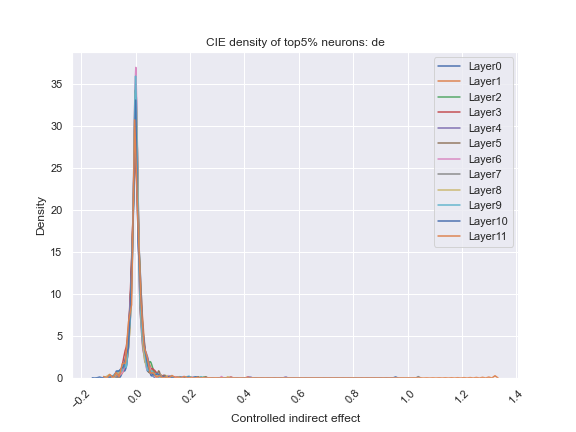 CIE density of top5% neurons: de
Layer0
Layer1
Layer2
Layer3
Layer4
Layer5
Layer6
Layer7
Layer8
Layer9
Layer10
Layer11
35
30
25
20
15
10
5
0
Density
−0.2
0.0
0.2
0.4
0.6
0.8
1.0
1.2
1.4
Controlled indirect effect